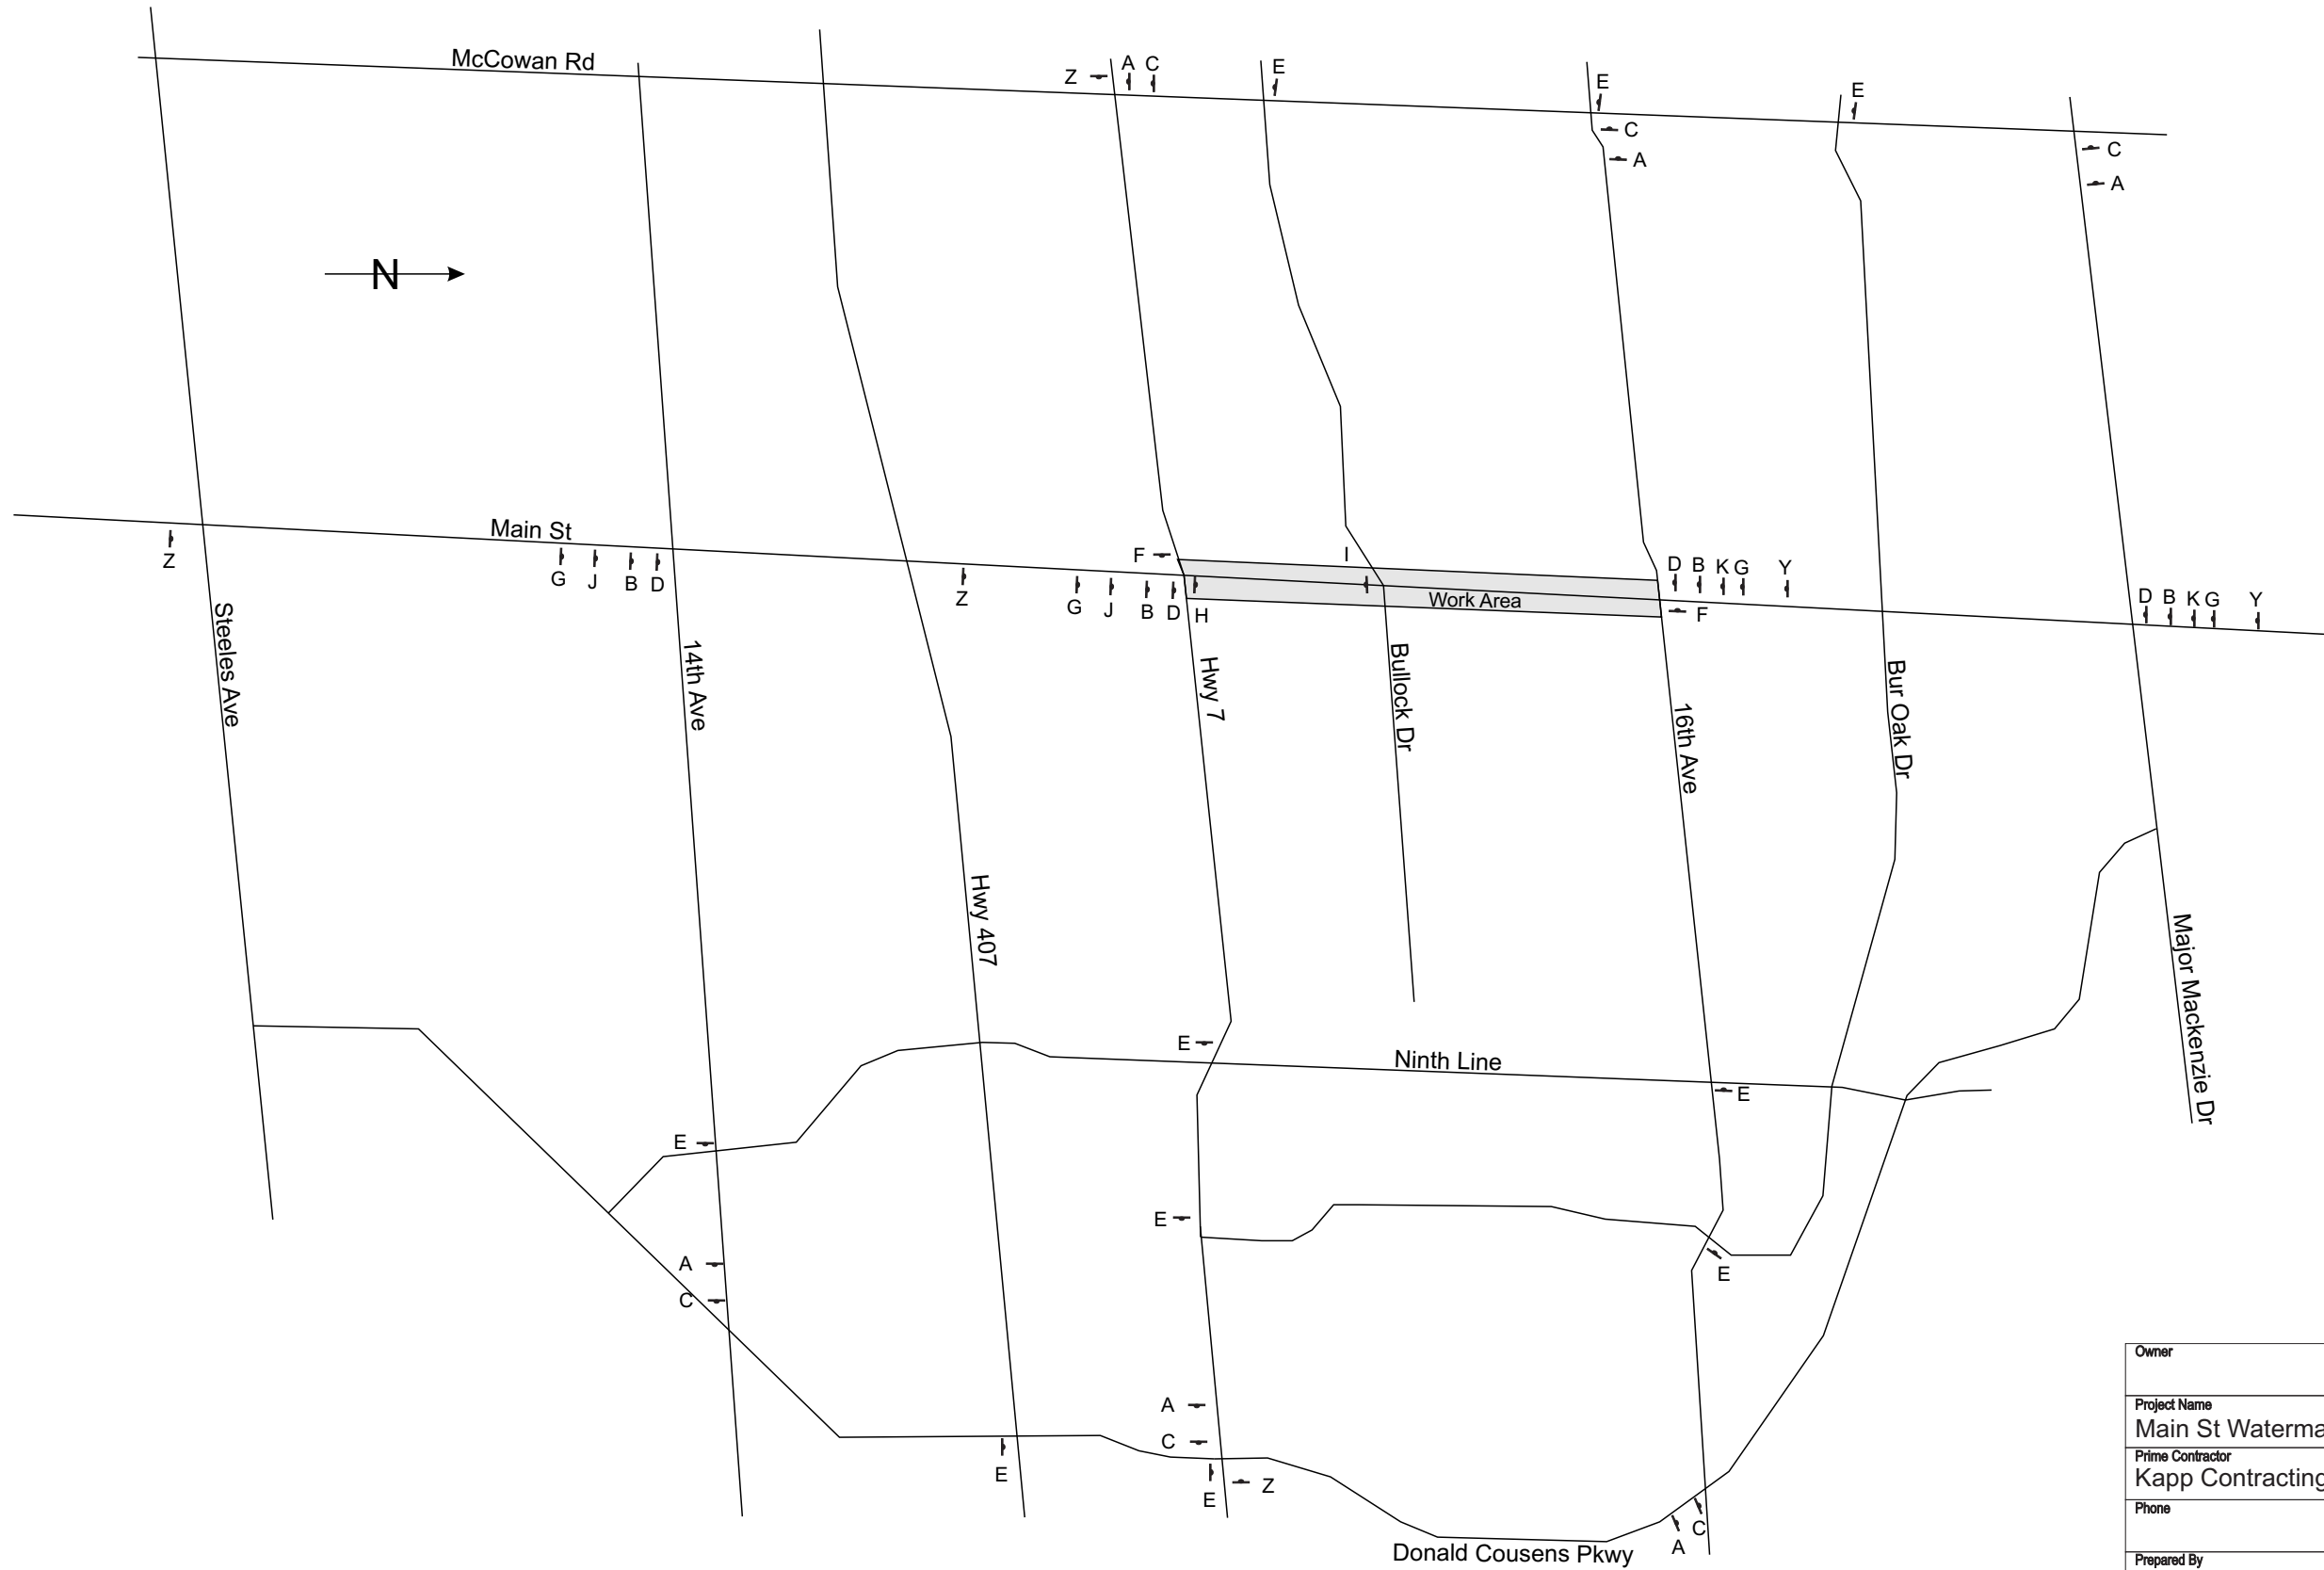 McCowan Rd
Z
A C
E
E
E
C
A
C
A
N
Main St
Z
G J B D
Z
G J B D H
F
I
Work Area
D B K G Y
F
D B K G Y
Steeles Ave
14th Ave
Hwy 407
Hwy 7
Bullock Dr
16th Ave
Bur Oak Dr
Major Mackenzie Dr
E
Ninth Line
E
E
E
E
A
C
A
C
E
E
Z
C
A
Donald Cousens Pkwy
Owner
Project Name
Main St Waterma
Prime Contractor
Kapp Contracting
Phone
Prepared By